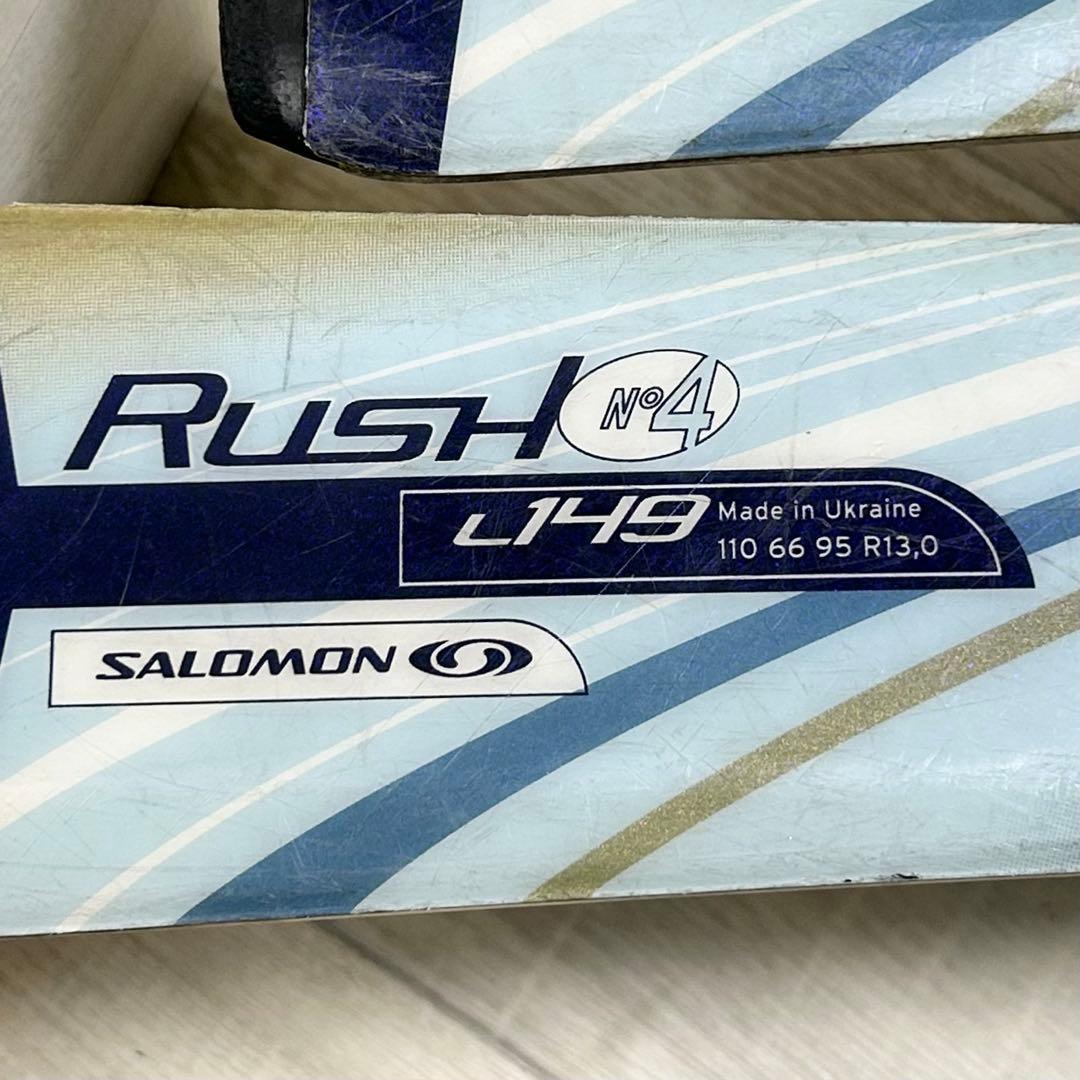 RUSH Nº4
L149 Made in Ukraine
110 66 95 R13,0
SALOMON